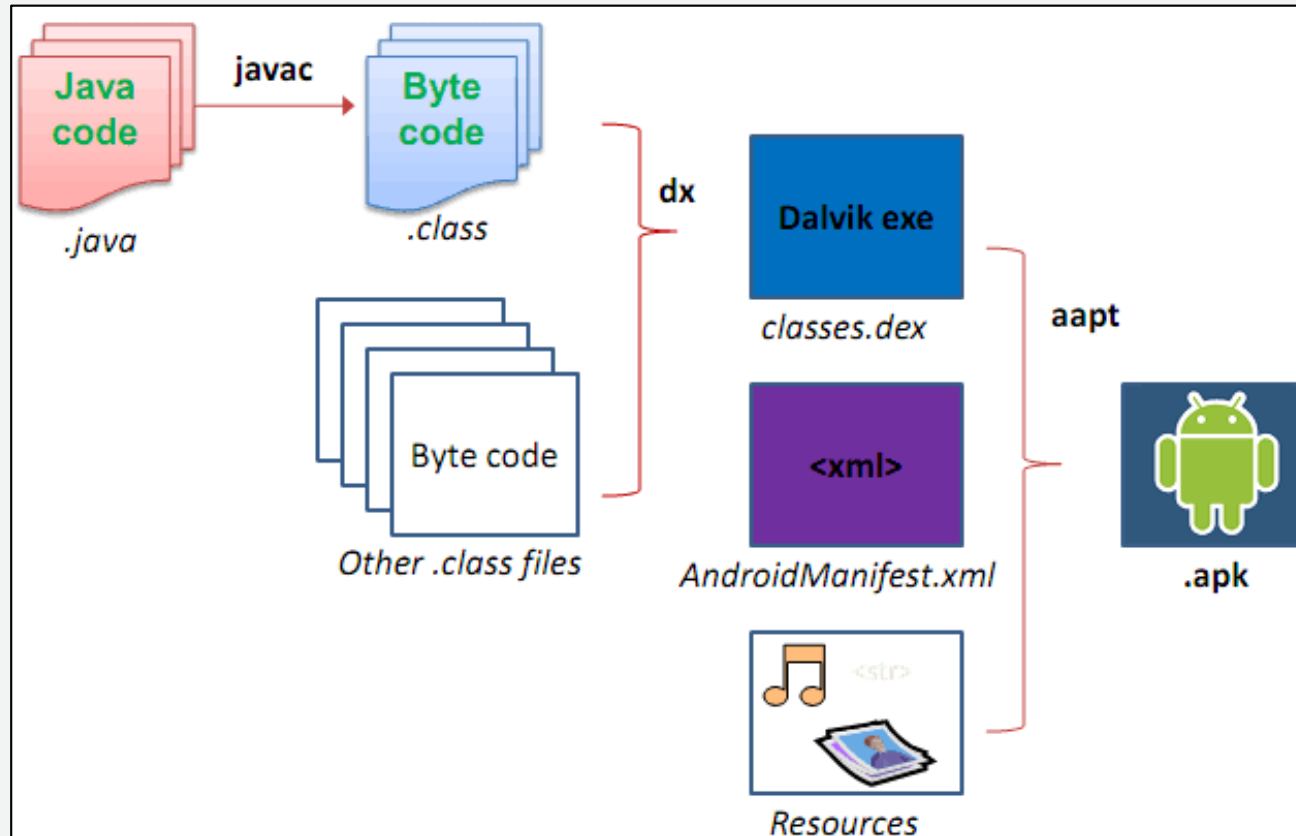 Java
code
.java
javac
Byte
code
.class
Byte code
Other .class files
dx
Dalvik exe
classes.dex
<xml>
AndroidManifest.xml
<str>
Resources
aapt
.apk